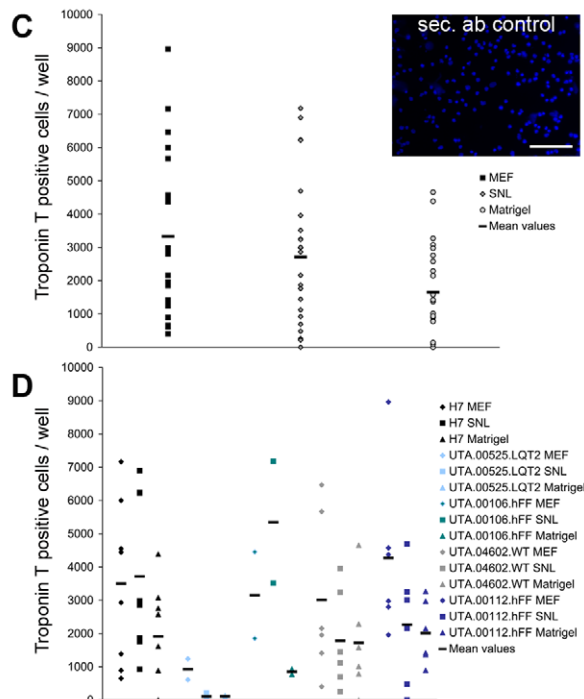 C
sec. ab control
Troponin T positive cells / well
10000
9000
8000
7000
6000
5000
4000
3000
2000
1000
0
MEF
SNL
Matrigel
Mean values
D
Troponin T positive cells / well
10000
9000
8000
7000
6000
5000
4000
3000
2000
1000
0
H7 MEF
H7 SNL
H7 Matrigel
UTA.00525.LQT2 MEF
UTA.00525.LQT2 SNL
UTA.00525.LQT2 Matrigel
UTA.00106.hFF MEF
UTA.00106.hFF SNL
UTA.00106.hFF Matrigel
UTA.04602.WT MEF
UTA.04602.WT SNL
UTA.04602.WT Matrigel
UTA.00112.hFF MEF
UTA.00112.hFF SNL
UTA.00112.hFF Matrigel
Mean values